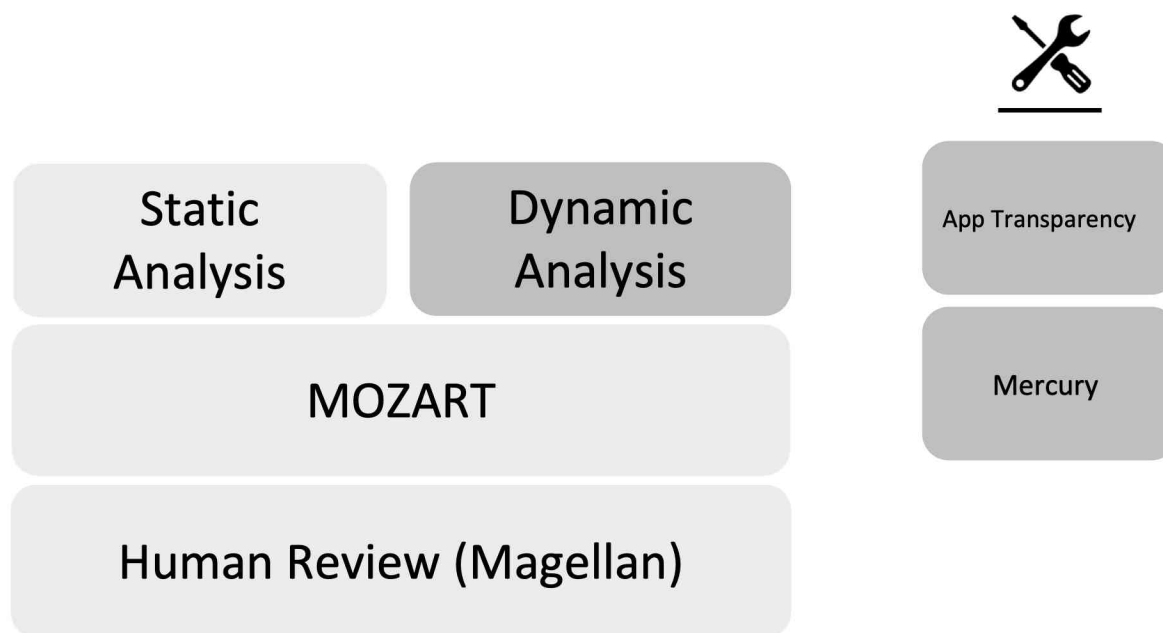 Static
Analysis
Dynamic
Analysis
MOZART
Human Review (Magellan)
App Transparency
Mercury